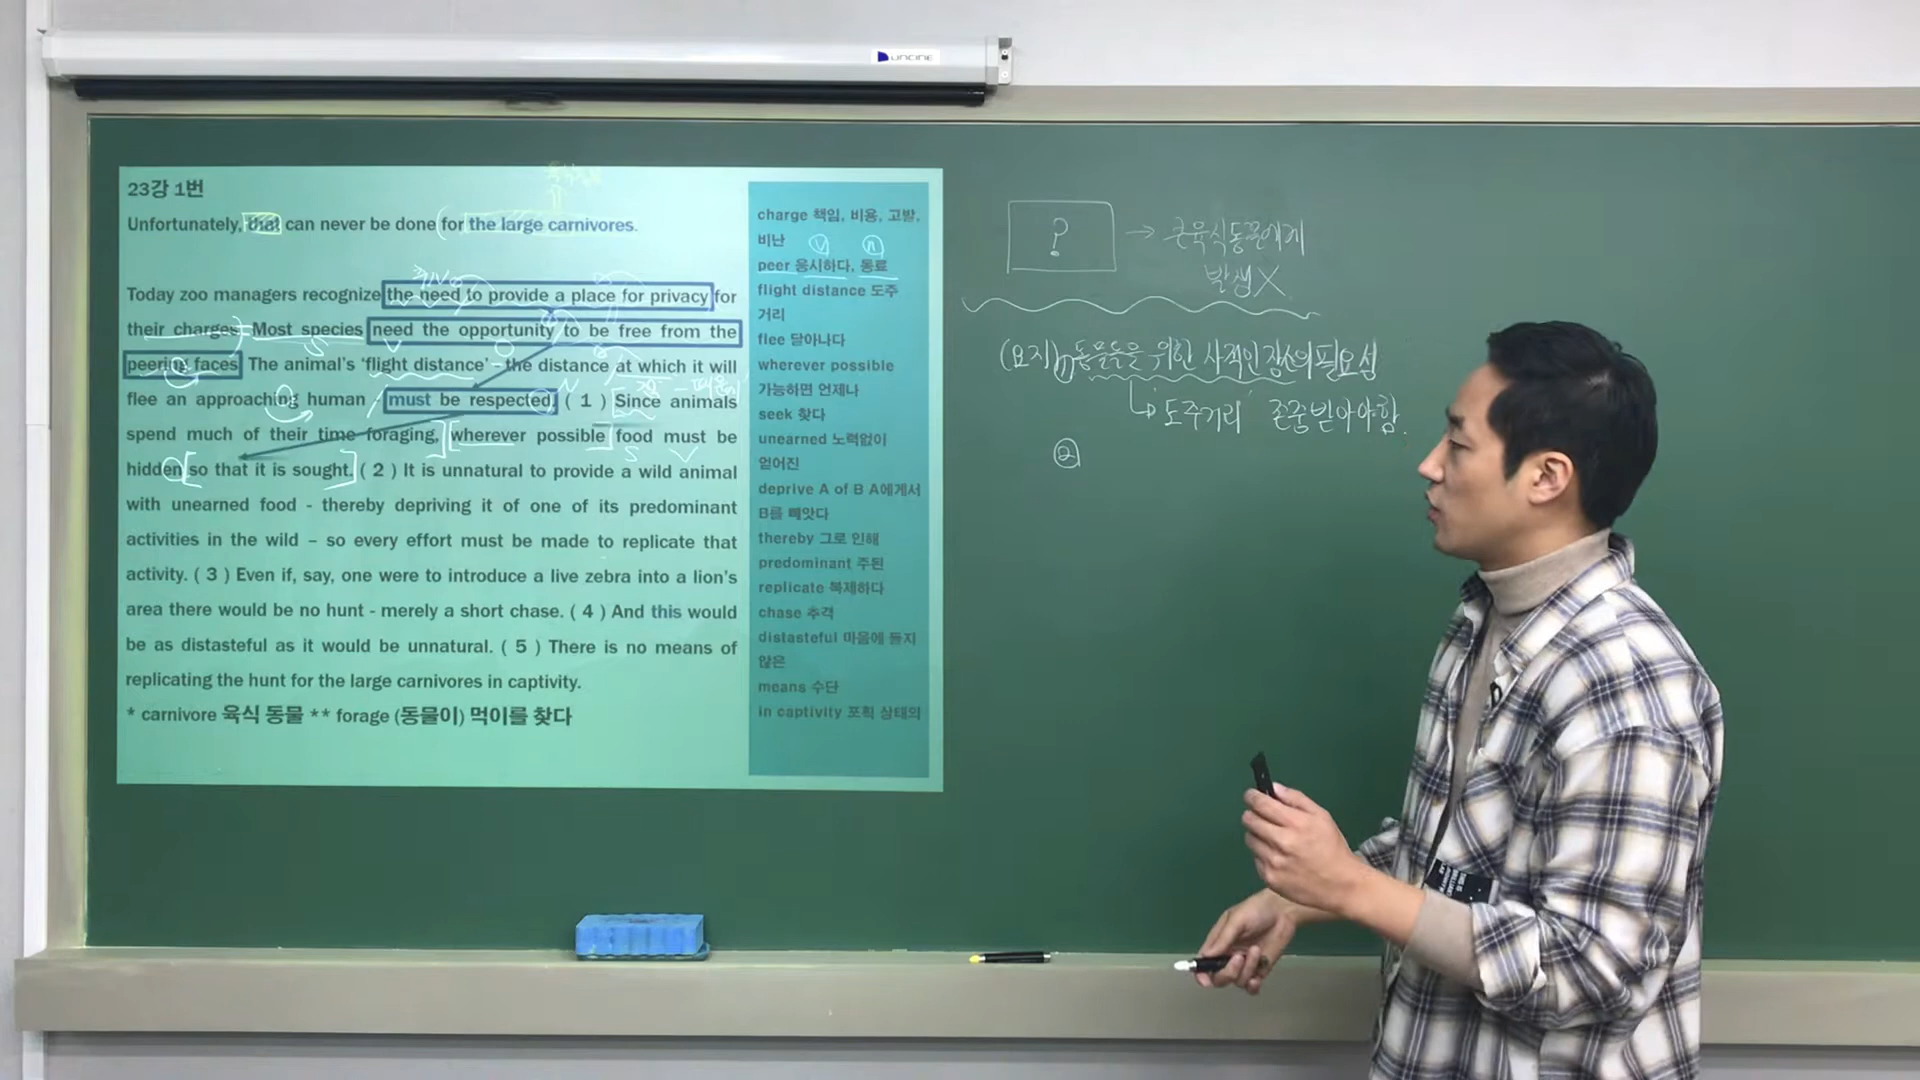 DUNCINE
23강 1번
Unfortunately, that can never be done for the large carnivores.
Today zoo managers recognize the need to provide a place for privacy for
their charges. Most species need the opportunity to be free from the
peering faces. The animal's 'flight distance' – the distance at which it will
flee an approaching human - must be respected. ( 1 ) Since animals
spend much of their time foraging, wherever possible food must be
hidden so that it is sought. ( 2 ) It is unnatural to provide a wild animal
with unearned food - thereby depriving it of one of its predominant
activities in the wild – so every effort must be made to replicate that
activity. ( 3 ) Even if, say, one were to introduce a live zebra into a lion's
area there would be no hunt - merely a short chase. ( 4 ) And this would
be as distasteful as it would be unnatural. ( 5 ) There is no means of
replicating the hunt for the large carnivores in captivity.
* carnivore 육식 동물 ** forage (동물이) 먹이를 찾다
charge 책임, 비용, 고발,
비난
v n
peer 응시하다, 동료
flight distance 도주
거리
flee 달아나다
wherever possible
가능하면 언제나
seek 찾다
unearned 노력없이
얻어진
deprive A of B A에게서
B를 빼앗다
thereby 그로 인해
predominant 주된
replicate 복제하다
chase 추격
distasteful 마음에 들지
않은
means 수단
in captivity 포획 상태의
? → 큰육식동물에게
발생X
(요지) ① 동물들을 위한 사적인 장소의 필요성
↳ '도주거리' 존중받아야함.
②